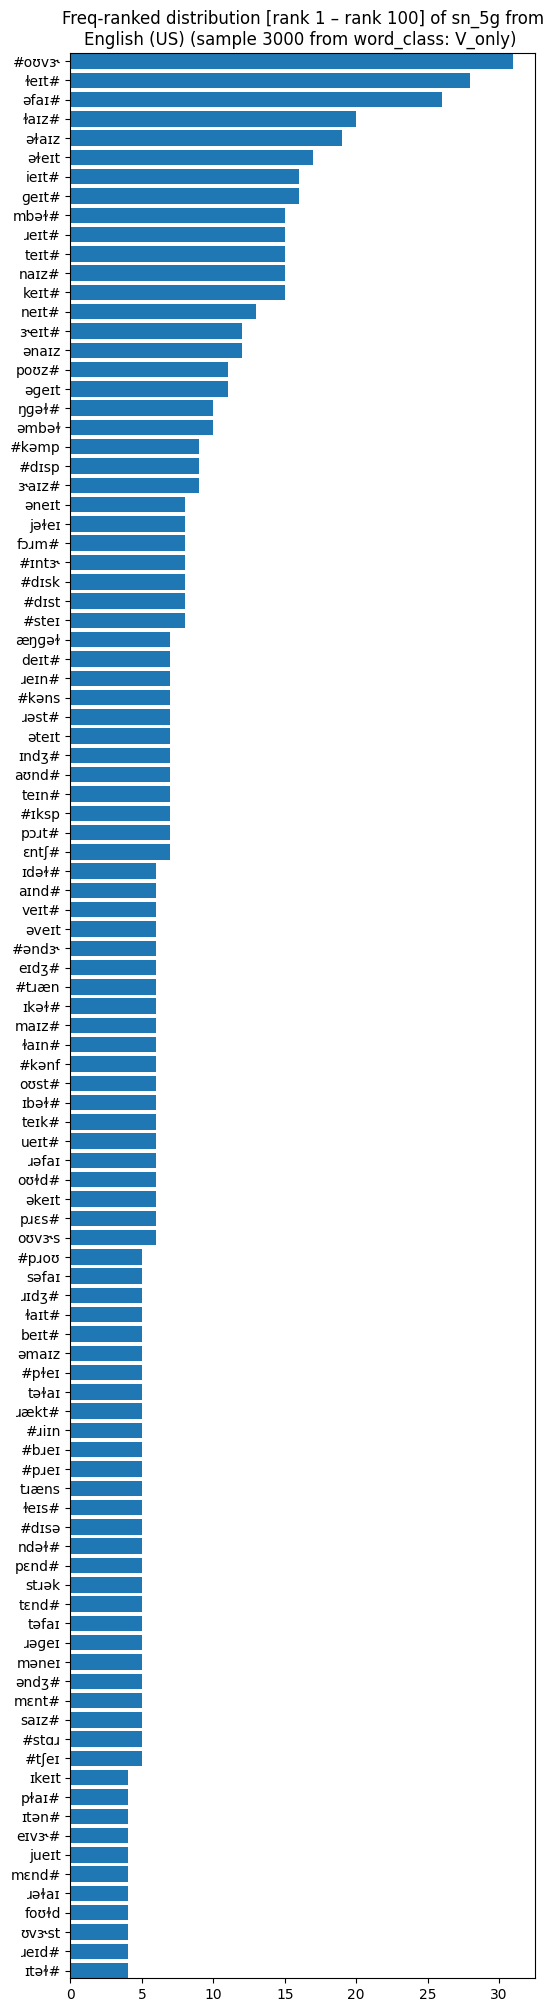 Freq-ranked distribution [rank 1 – rank 100] of sn_5g from
English (US) (sample 3000 from word_class: V_only)
#oʊvɝ
ɫeɪt#
əfaɪ#
ɫaɪz#
əɫaɪz
əɫeɪt
ieɪt#
ɡeɪt#
mbəɫ#
ɹeɪt#
teɪt#
naɪz#
keɪt#
neɪt#
ɝeɪt#
ənaɪz
poʊz#
əɡeɪt
ŋɡəɫ#
əmbəɫ
#kəmp
#dɪsp
ɝaɪz#
əneɪt
jəɫeɪ
fɔɹm#
#ɪntɝ
#dɪsk
#dɪst
#steɪ
æŋɡəɫ
deɪt#
ɹeɪn#
#kəns
ɹəst#
əteɪt
ɪndʒ#
aʊnd#
teɪn#
#ɪksp
pɔɹt#
ɛntʃ#
ɪdəɫ#
aɪnd#
veɪt#
əveɪt
#əndɝ
eɪdʒ#
#tɹæn
ɪkəɫ#
maɪz#
ɫaɪn#
#kənf
oʊst#
ɪbəɫ#
teɪk#
ueɪt#
ɹəfaɪ
oʊɫd#
əkeɪt
pɹɛs#
oʊvɝs
#pɹoʊ
səfaɪ
ɹɪdʒ#
ɫaɪt#
beɪt#
əmaɪz
#pɫeɪ
təɫaɪ
ɹækt#
#ɹiɪn
#bɹeɪ
#pɹeɪ
tɹæns
ɫeɪs#
#dɪsə
ndəɫ#
pɛnd#
stɹək
tɛnd#
təfaɪ
ɹəɡeɪ
məneɪ
əndʒ#
mɛnt#
saɪz#
#stɑɹ
#tʃeɪ
ɪkeɪt
pɫaɪ#
ɪtən#
eɪvɝ#
jueɪt
mɛnd#
ɹəɫaɪ
foʊɫd
ʊvɝst
ɹeɪd#
ɪtəɫ#
0 5 10 15 20 25 30